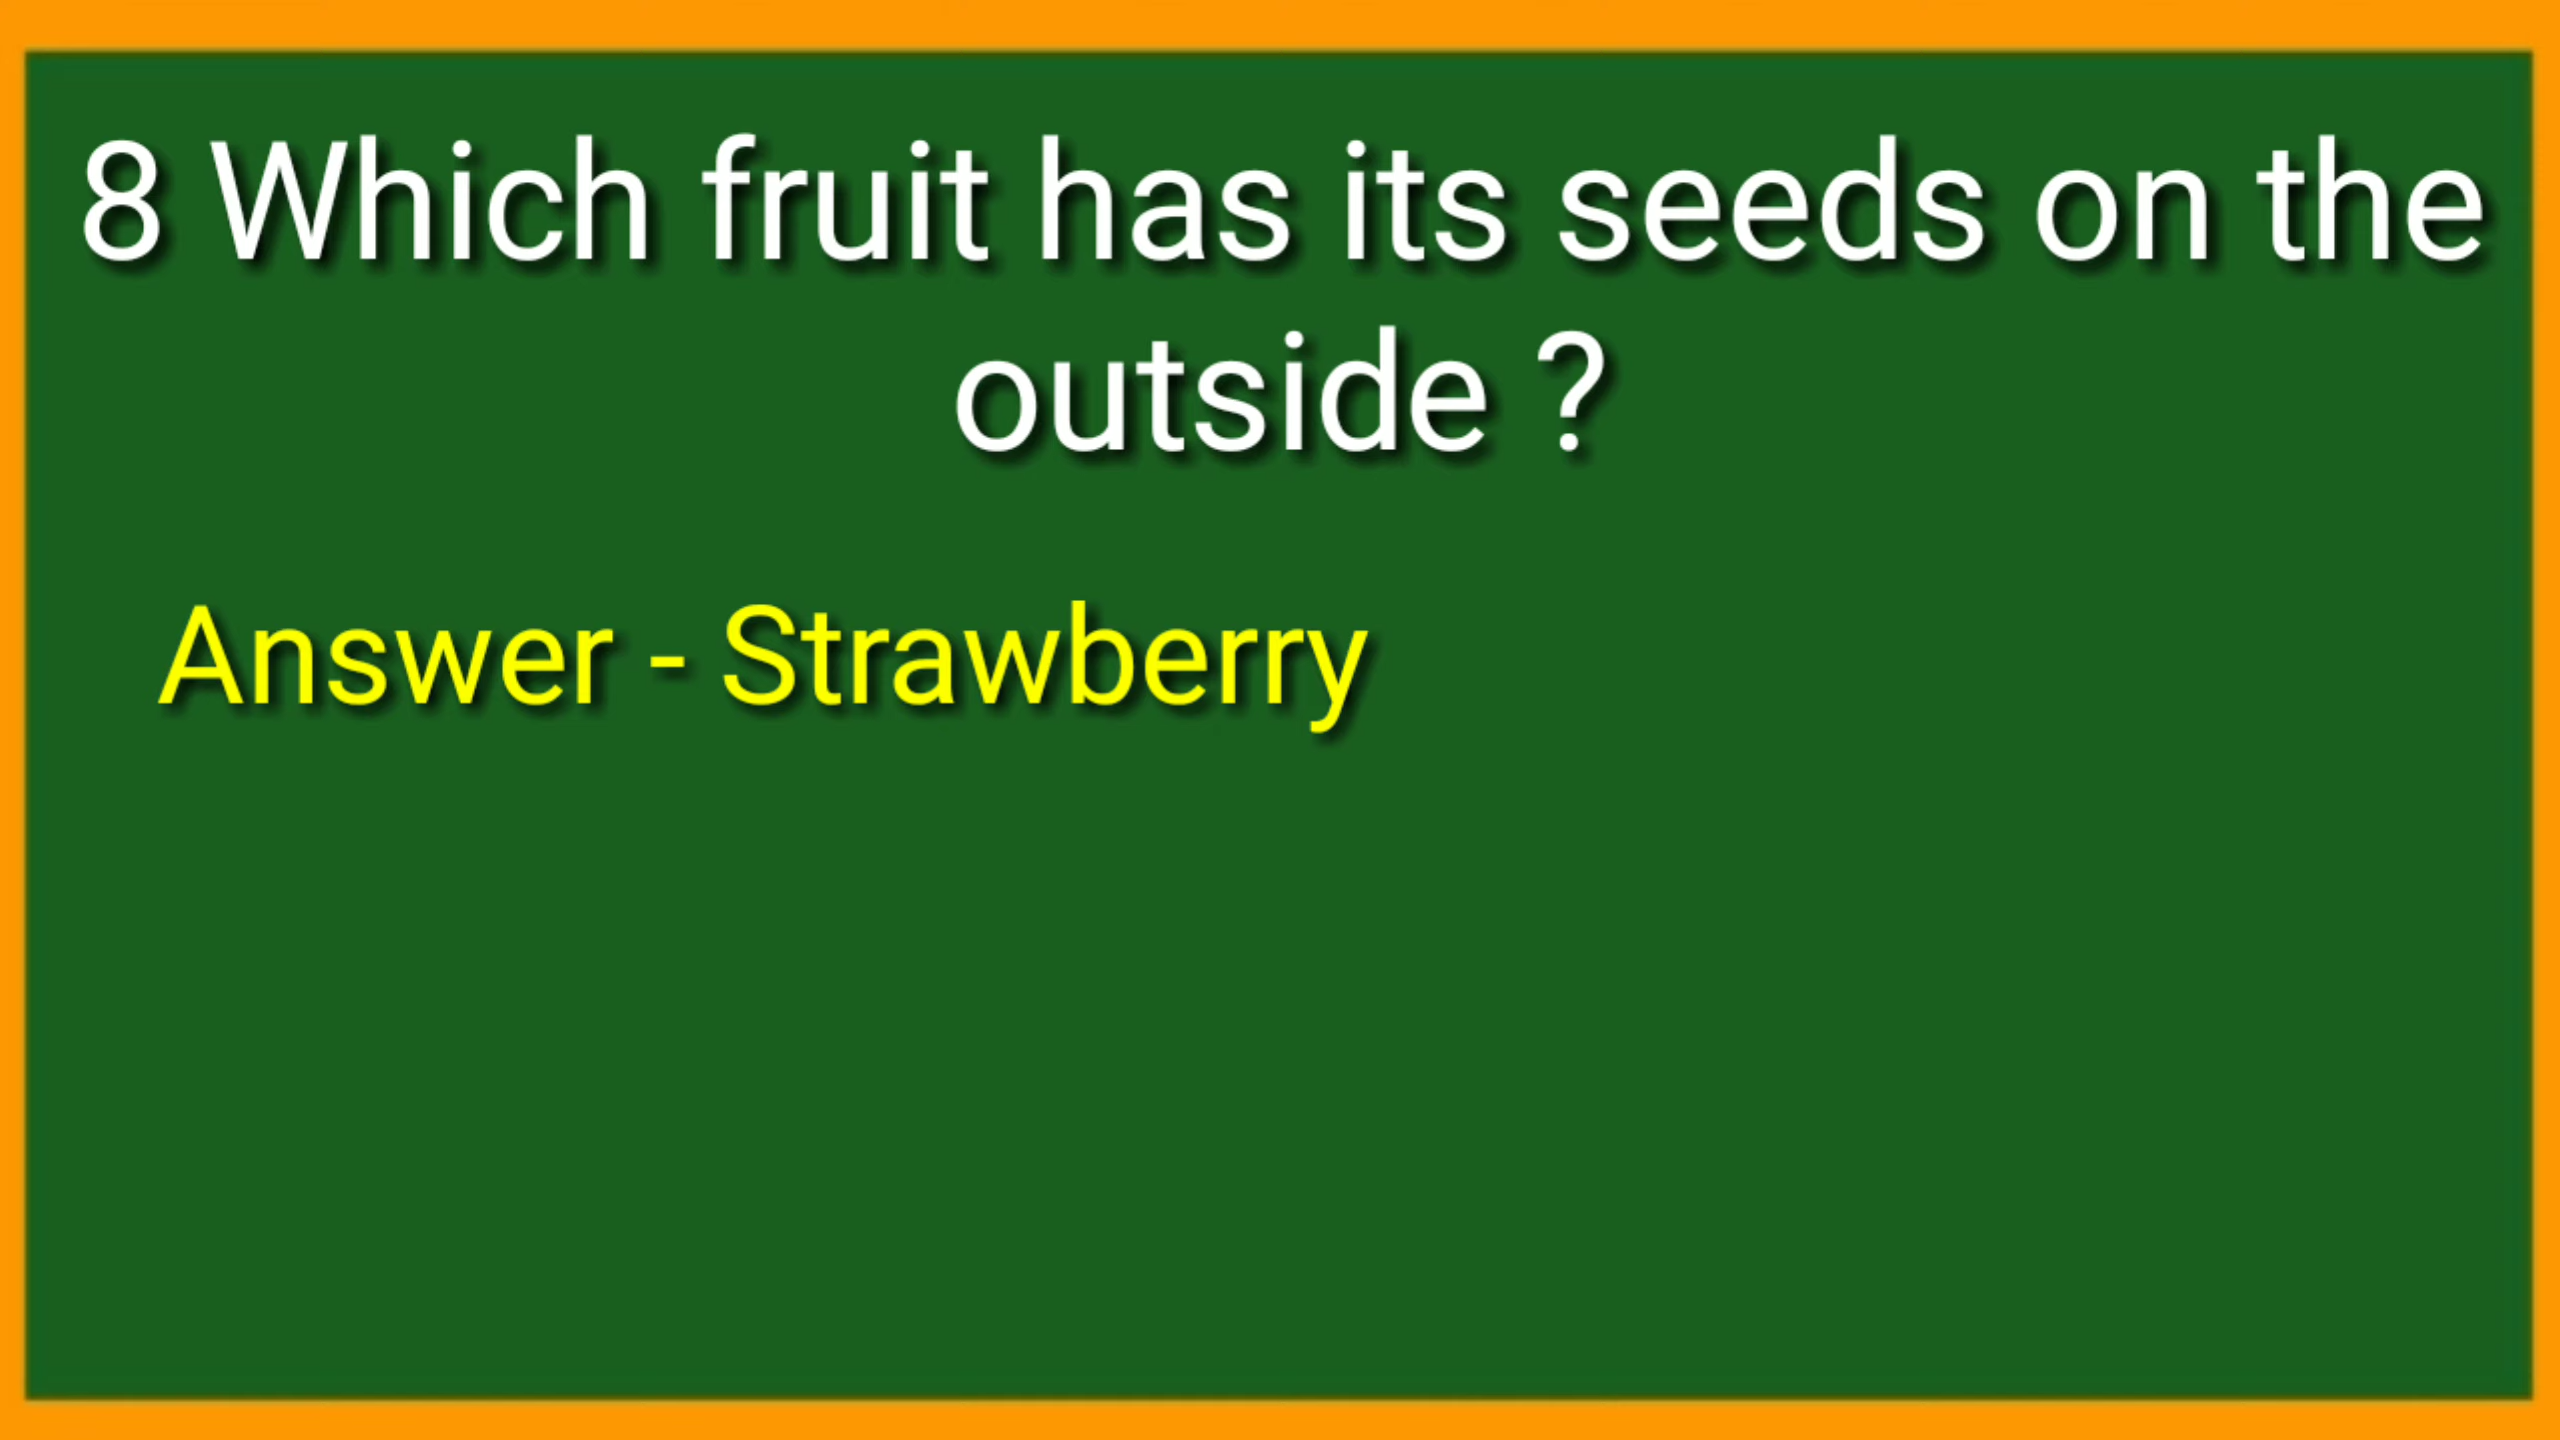 8 Which fruit has its seeds on the
outside ?
Answer - Strawberry